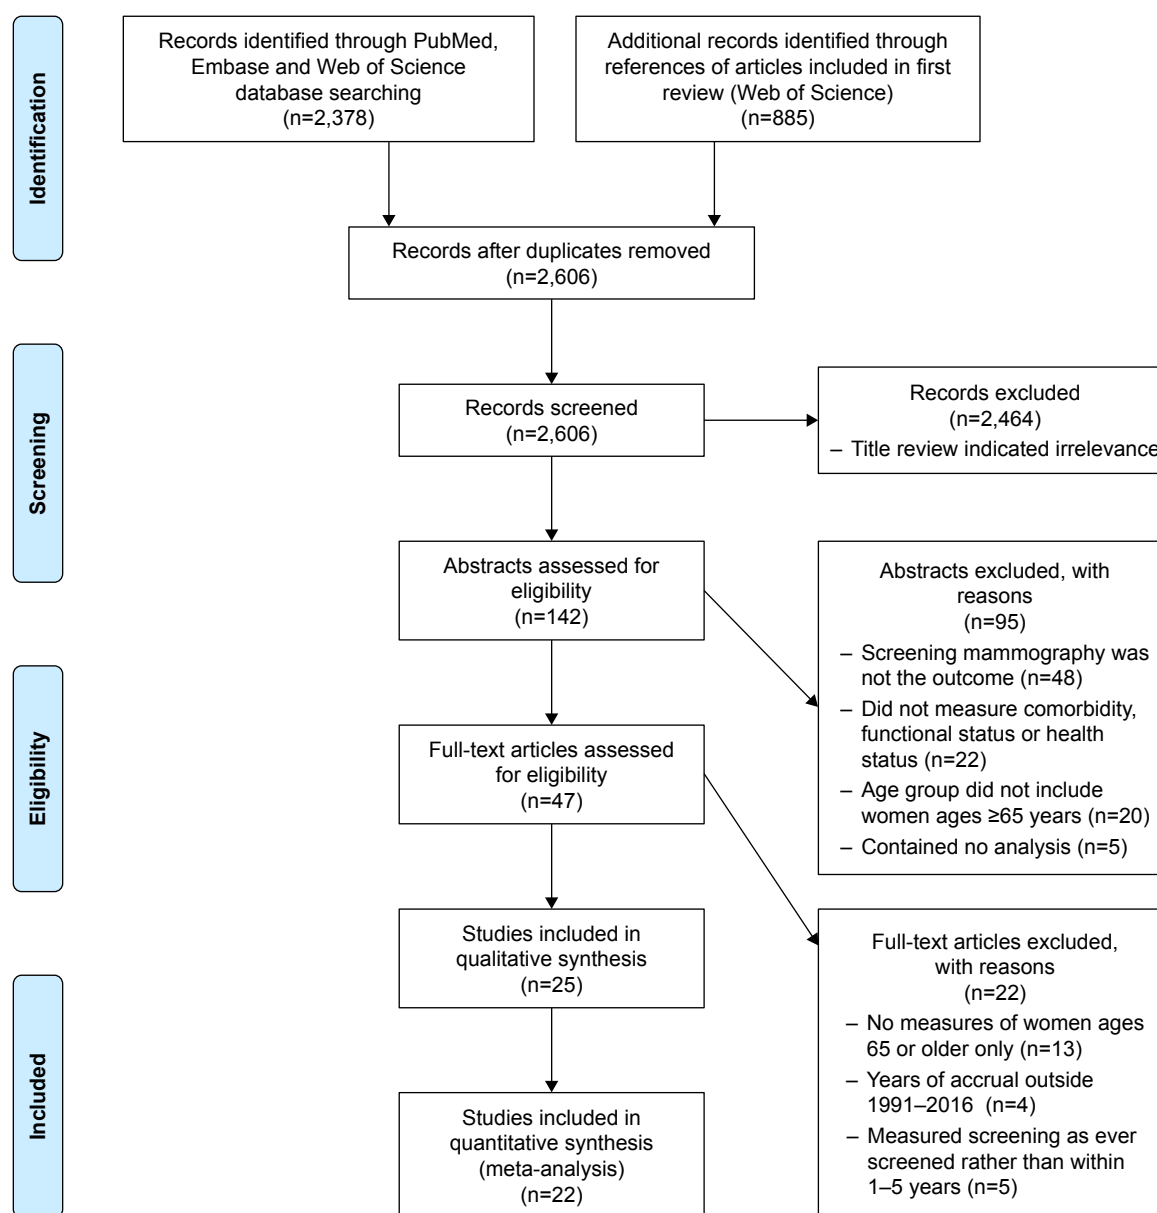 Identification
Records identified through PubMed,
Embase and Web of Science
database searching
(n=2,378)
Additional records identified through
references of articles included in first
review (Web of Science)
(n=885)
Records after duplicates removed
(n=2,606)
Screening
Records screened
(n=2,606)
Records excluded
(n=2,464)
– Title review indicated irrelevance
Abstracts assessed for
eligibility
(n=142)
Abstracts excluded, with
reasons
(n=95)
– Screening mammography was
not the outcome (n=48)
– Did not measure comorbidity,
functional status or health
status (n=22)
– Age group did not include
women ages ≥65 years (n=20)
– Contained no analysis (n=5)
Eligibility
Full-text articles assessed
for eligibility
(n=47)
Full-text articles excluded,
with reasons
(n=22)
– No measures of women ages
65 or older only (n=13)
– Years of accrual outside
1991–2016 (n=4)
– Measured screening as ever
screened rather than within
1–5 years (n=5)
Included
Studies included in
qualitative synthesis
(n=25)
Studies included in
quantitative synthesis
(meta-analysis)
(n=22)